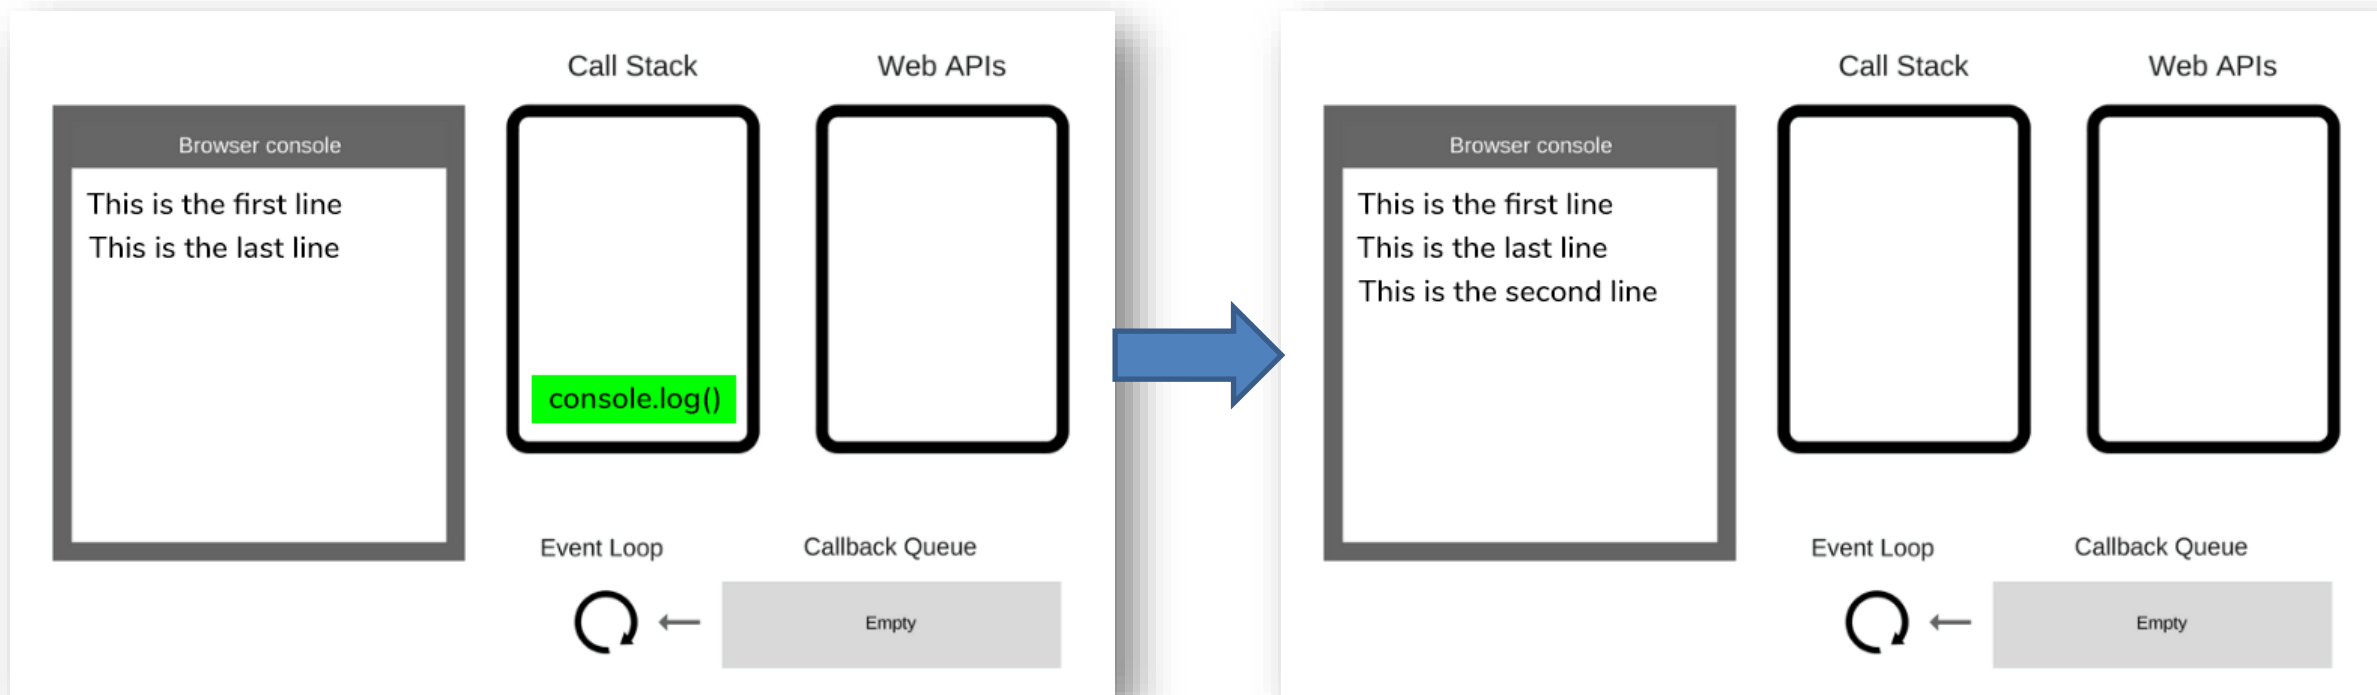 Call Stack
Web APIs
Browser console
This is the first line
This is the last line
console.log()
Event Loop
Callback Queue
Empty
Call Stack
Web APIs
Browser console
This is the first line
This is the last line
This is the second line
Event Loop
Callback Queue
Empty